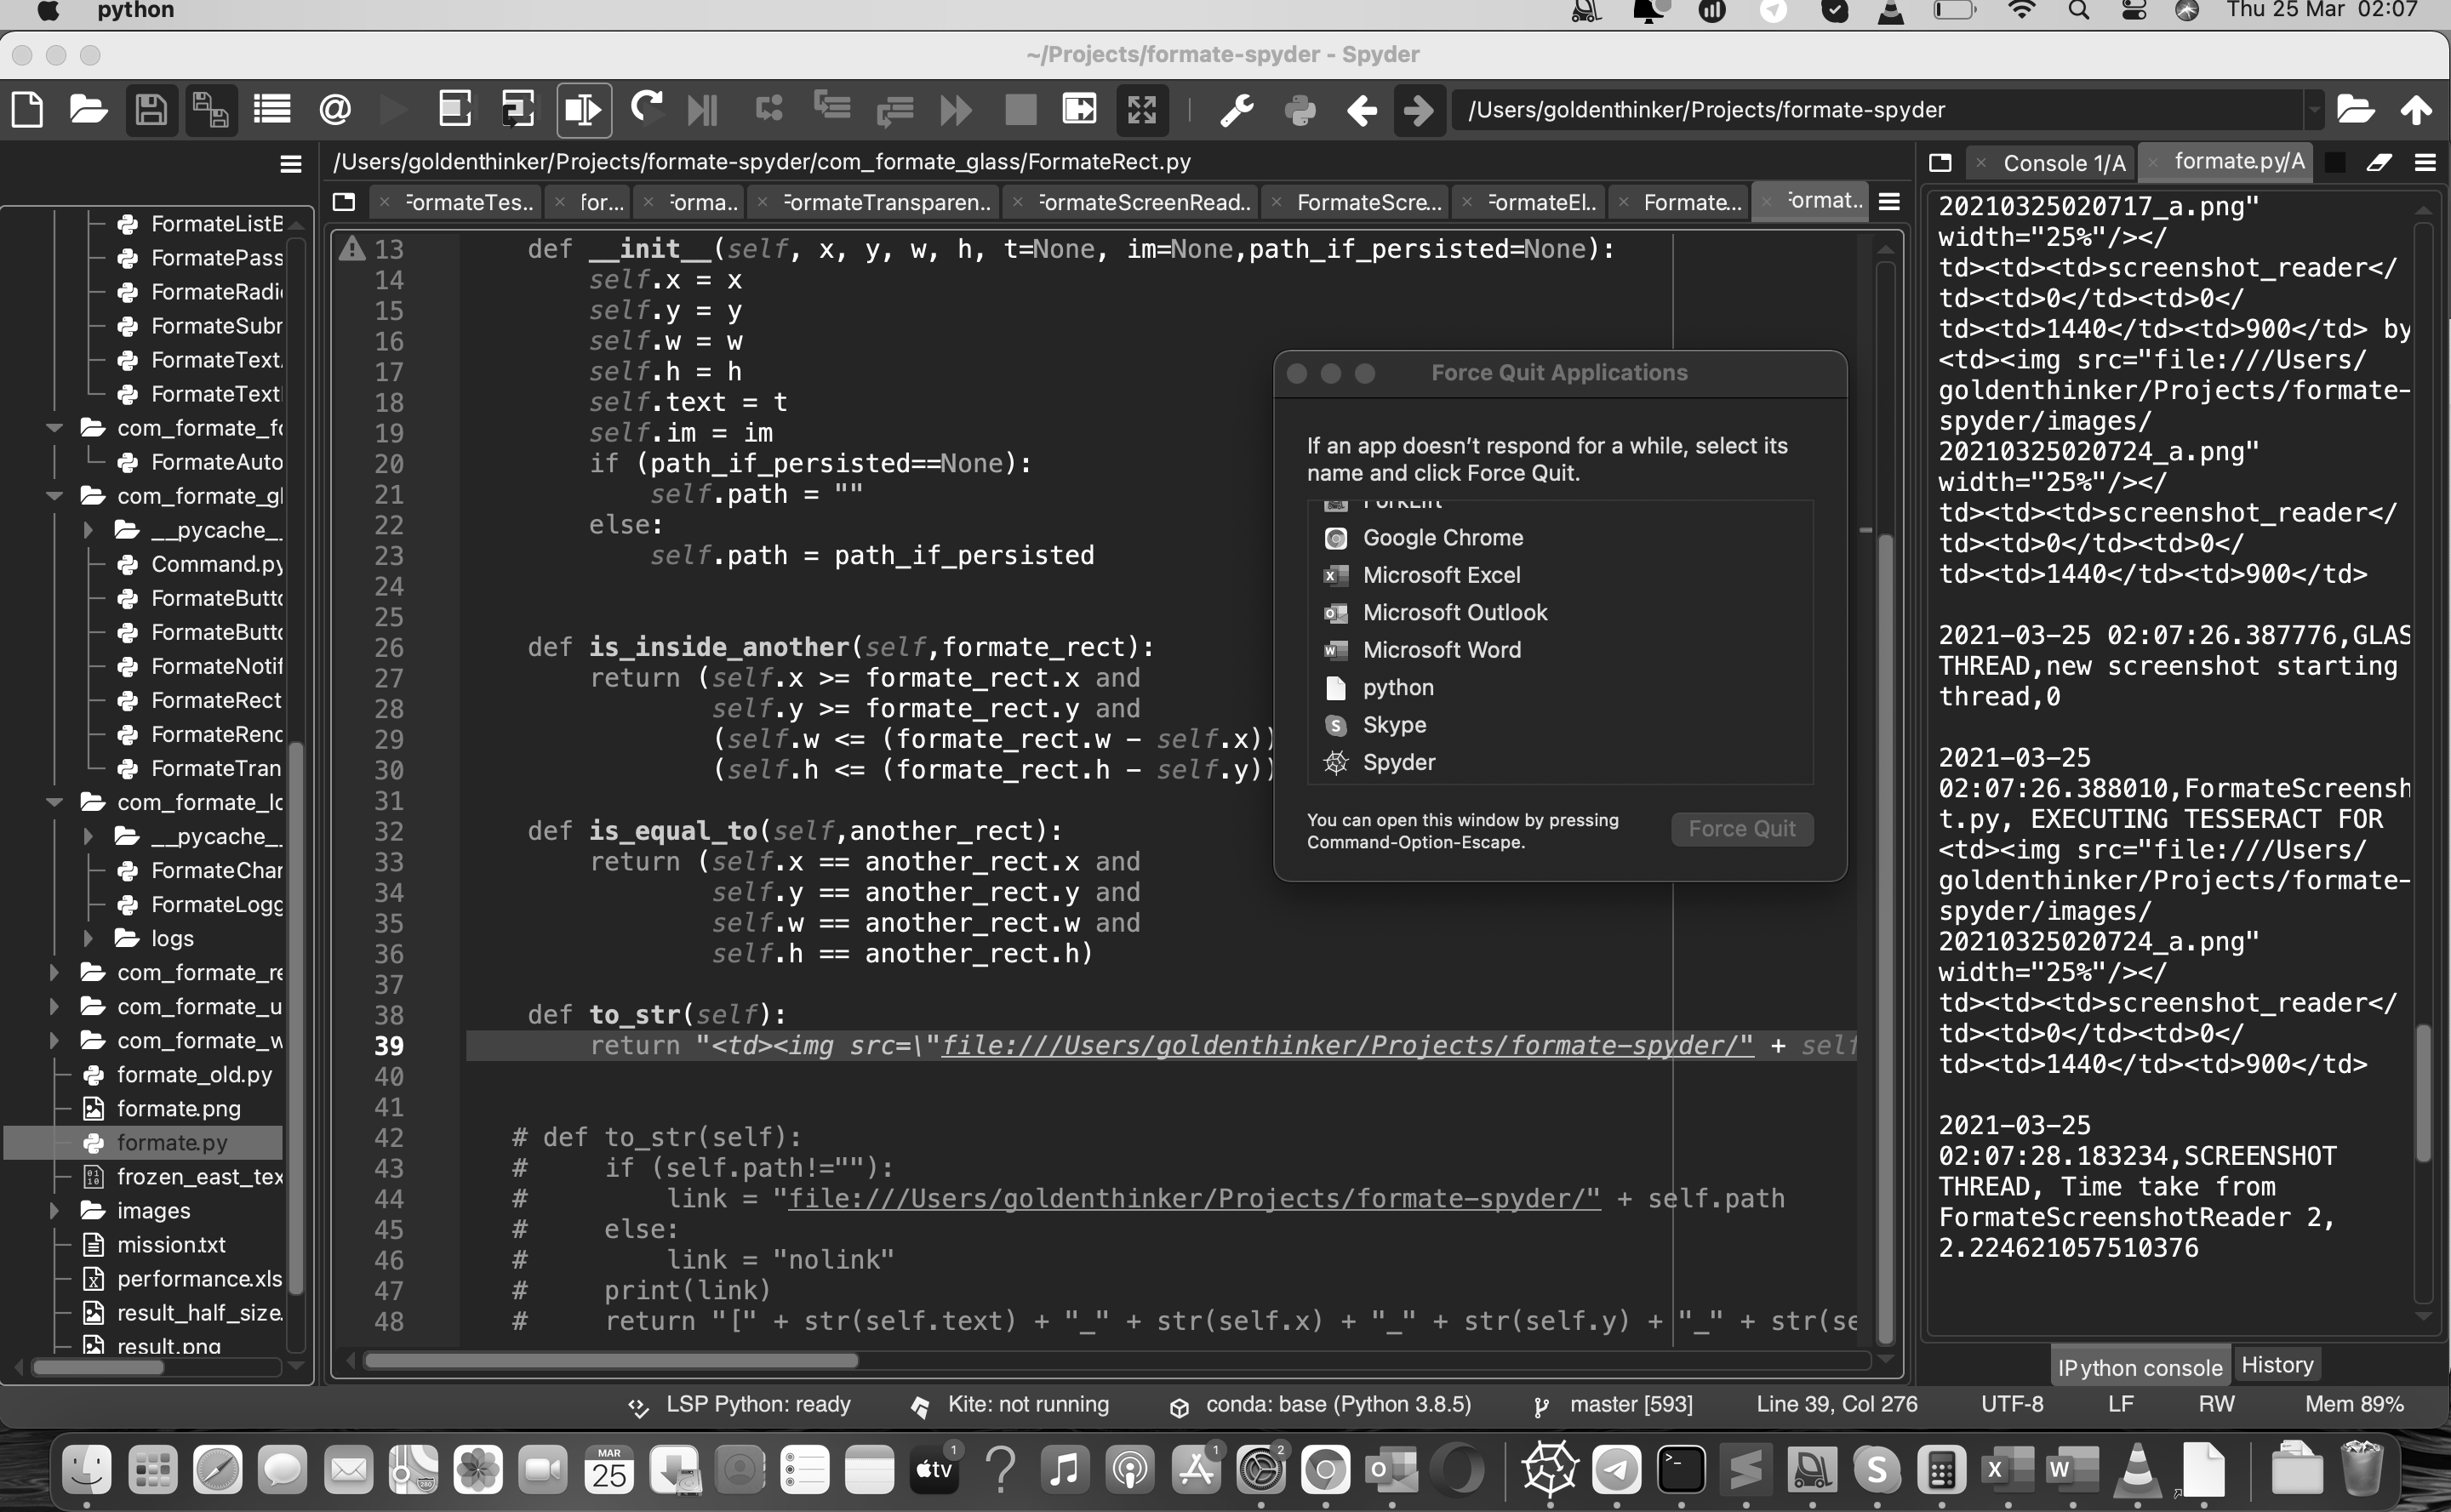 python
Thu 25 Mar 02:07
~/Projects/formate-spyder - Spyder
/Users/goldenthinker/Projects/formate-spyder
/Users/goldenthinker/Projects/formate-spyder/com_formate_glass/FormateRect.py
Console 1/A
formate.py/A
FormateTes..
for...
Forma..
FormateTransparen..
FormateScreenRead..
FormateScre...
FormateEl..
Formate...
Format..
FormateListB
FormatePass
FormateRadi
FormateSubr
FormateText.
FormateText
com_formate_fo
FormateAuto
com_formate_gl
__pycache_.
Command.py
FormateButto
FormateButto
FormateNotif
FormateRect
FormateRenc
FormateTran
com_formate_lo
__pycache_.
FormateChar
FormateLogg
logs
com_formate_re
com_formate_u
com_formate_w
formate_old.py
formate.png
formate.py
frozen_east_tex
images
mission.txt
performance.xls
result_half_size.
result.png
13 def __init__(self, x, y, w, h, t=None, im=None,path_if_persisted=None):
14 self.x = x
15 self.y = y
16 self.w = w
17 self.h = h
18 self.text = t
19 self.im = im
20 if (path_if_persisted==None):
21 self.path = ""
22 else:
23 self.path = path_if_persisted
24
25
26 def is_inside_another(self,formate_rect):
27 return (self.x >= formate_rect.x and
28 self.y >= formate_rect.y and
29 (self.w <= (formate_rect.w - self.x))
30 (self.h <= (formate_rect.h - self.y))
31
32 def is_equal_to(self,another_rect):
33 return (self.x == another_rect.x and
34 self.y == another_rect.y and
35 self.w == another_rect.w and
36 self.h == another_rect.h)
37
38 def to_str(self):
39 return "<td><img src=\"file:///Users/goldenthinker/Projects/formate-spyder/" + self
40
41
42 # def to_str(self):
43 # if (self.path!=""):
44 # link = "file:///Users/goldenthinker/Projects/formate-spyder/" + self.path
45 # else:
46 # link = "nolink"
47 # print(link)
48 # return "[" + str(self.text) + "_" + str(self.x) + "_" + str(self.y) + "_" + str(se
Force Quit Applications
If an app doesn't respond for a while, select its
name and click Force Quit.
ForkLift
Google Chrome
Microsoft Excel
Microsoft Outlook
Microsoft Word
python
Skype
Spyder
You can open this window by pressing
Command-Option-Escape.
Force Quit
20210325020717_a.png"
width="25%"/></
td><td><td>screenshot_reader</
td><td>0</td><td>0</
td><td>1440</td><td>900</td> by
<td><img src="file:///Users/
goldenthinker/Projects/formate-
spyder/images/
20210325020724_a.png"
width="25%"/></
td><td><td>screenshot_reader</
td><td>0</td><td>0</
td><td>1440</td><td>900</td>
2021-03-25 02:07:26.387776,GLAS
THREAD,new screenshot starting
thread,0
2021-03-25
02:07:26.388010,FormateScreensh
t.py, EXECUTING TESSERACT FOR
<td><img src="file:///Users/
goldenthinker/Projects/formate-
spyder/images/
20210325020724_a.png"
width="25%"/></
td><td><td>screenshot_reader</
td><td>0</td><td>0</
td><td>1440</td><td>900</td>
2021-03-25
02:07:28.183234,SCREENSHOT
THREAD, Time take from
FormateScreenshotReader 2,
2.224621057510376
IPython console
History
LSP Python: ready
Kite: not running
conda: base (Python 3.8.5)
master [593]
Line 39, Col 276
UTF-8
LF
RW
Mem 89%
MAR
25
tv
1
1
2